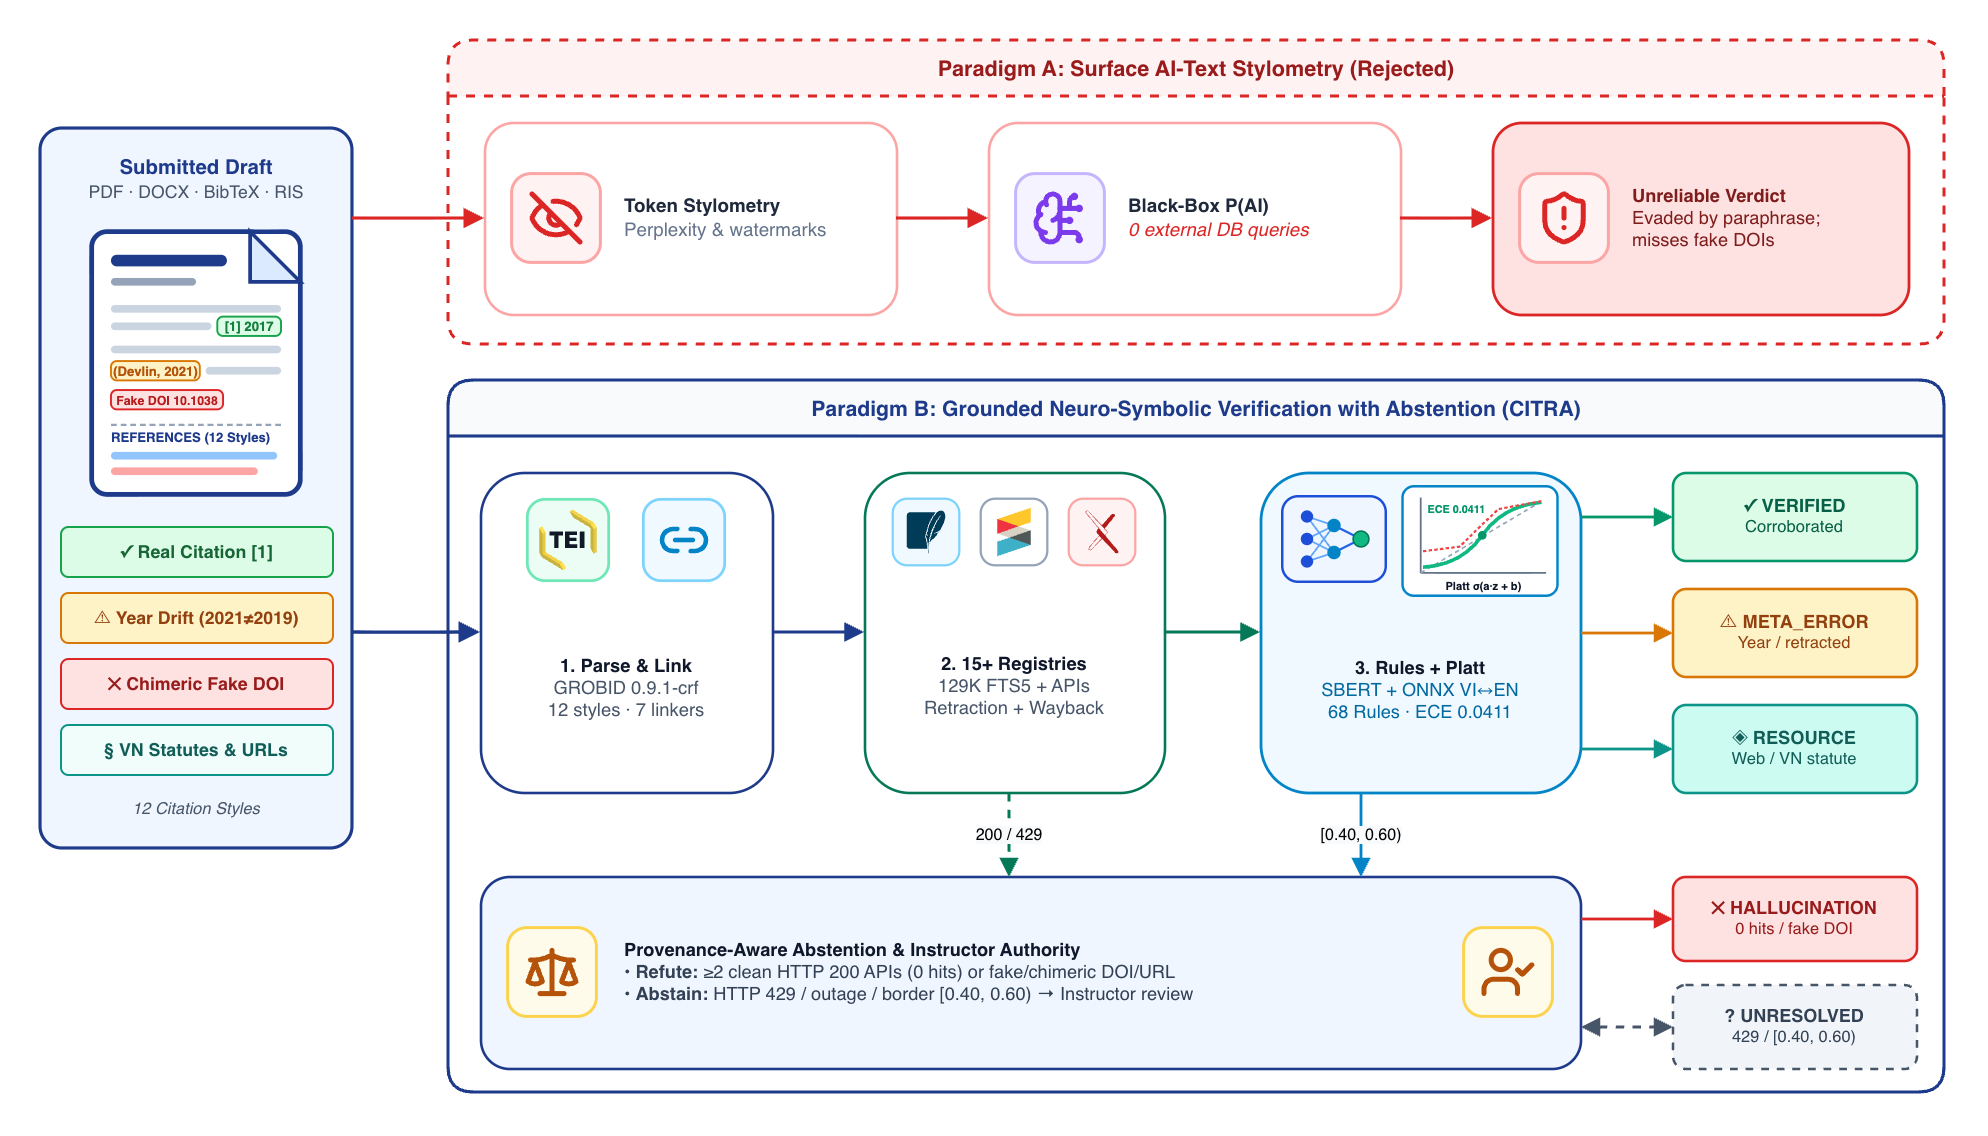 Submitted Draft
PDF · DOCX · BibTeX · RIS
[1] 2017
(Devlin, 2021)
Fake DOI 10.1038
REFERENCES (12 Styles)
✓ Real Citation [1]
⚠ Year Drift (2021≠2019)
✕ Chimeric Fake DOI
§ VN Statutes & URLs
12 Citation Styles
Paradigm A: Surface AI-Text Stylometry (Rejected)
Token Stylometry
Perplexity & watermarks
Black-Box P(AI)
0 external DB queries
Unreliable Verdict
Evaded by paraphrase;
misses fake DOIs
Paradigm B: Grounded Neuro-Symbolic Verification with Abstention (CITRA)
TEI
1. Parse & Link
GROBID 0.9.1-crf
12 styles · 7 linkers
2. 15+ Registries
129K FTS5 + APIs
Retraction + Wayback
ECE 0.0411
Platt σ(a·z + b)
3. Rules + Platt
SBERT + ONNX VI↔EN
68 Rules · ECE 0.0411
✓ VERIFIED
Corroborated
⚠ META_ERROR
Year / retracted
◈ RESOURCE
Web / VN statute
200 / 429
[0.40, 0.60)
Provenance-Aware Abstention & Instructor Authority
• Refute: ≥2 clean HTTP 200 APIs (0 hits) or fake/chimeric DOI/URL
• Abstain: HTTP 429 / outage / border [0.40, 0.60) → Instructor review
✕ HALLUCINATION
0 hits / fake DOI
? UNRESOLVED
429 / [0.40, 0.60)